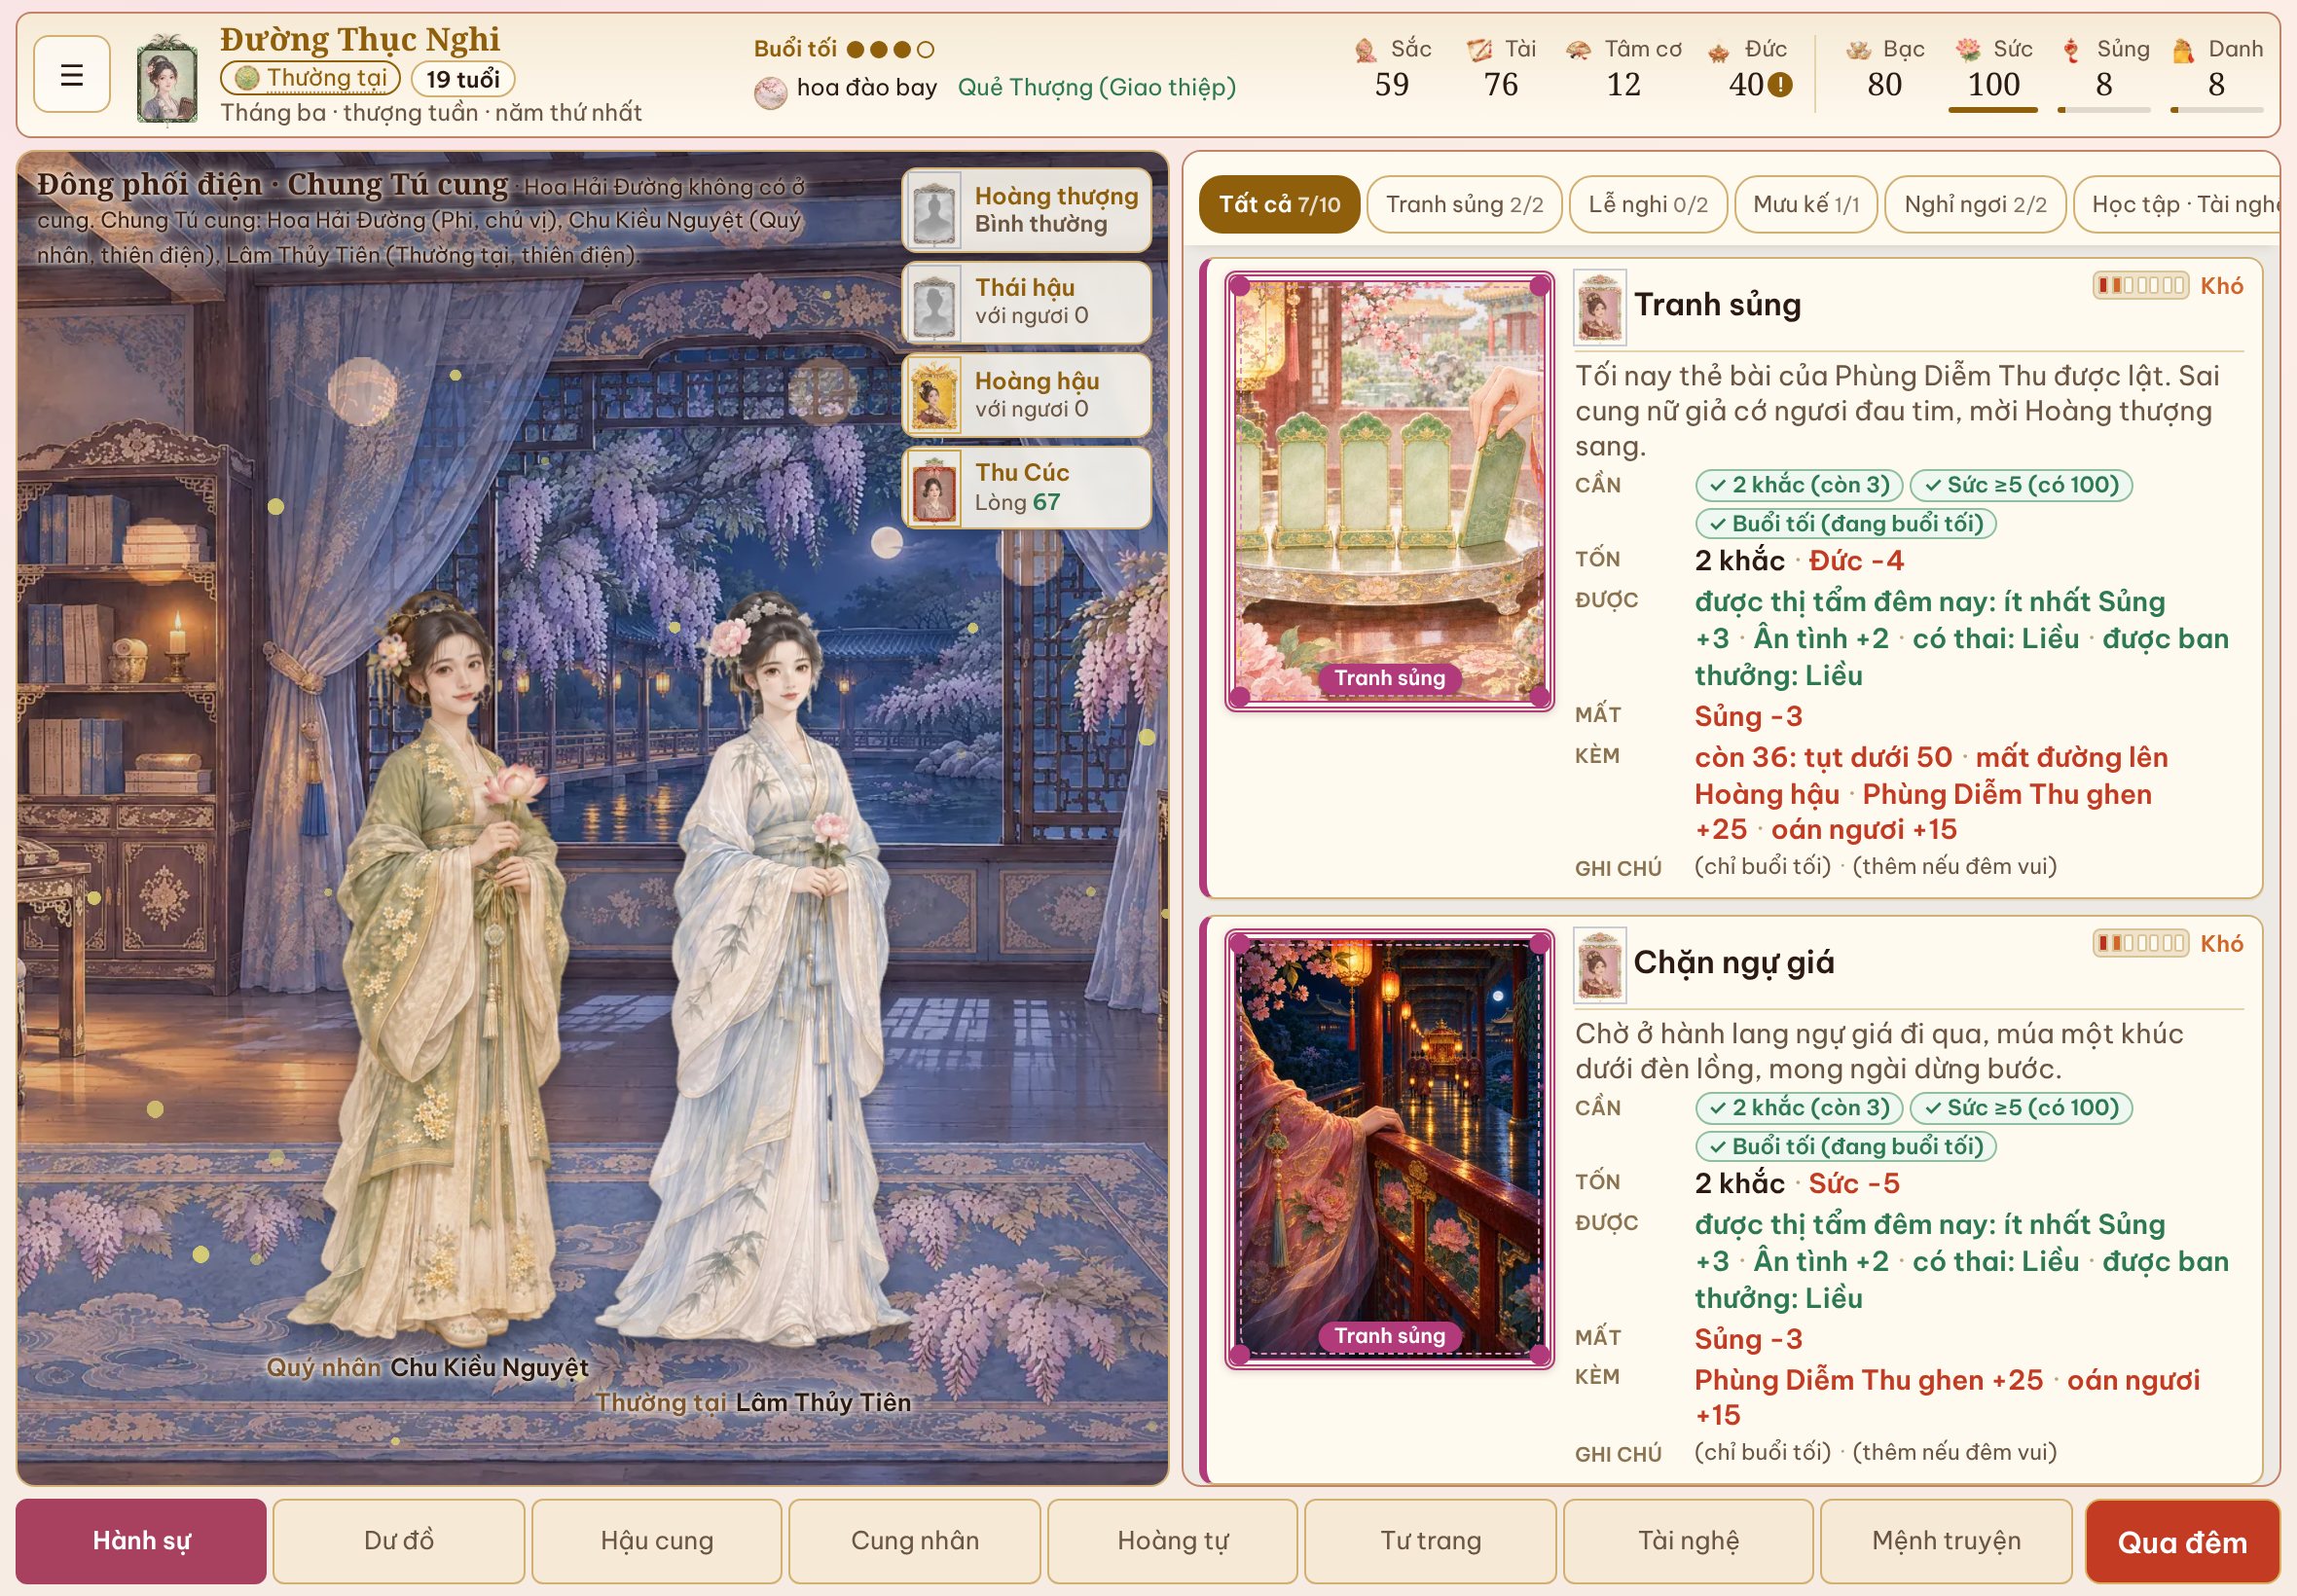 ☰
Đường Thục Nghi
Thường tại
19 tuổi
Tháng ba · thượng tuần · năm thứ nhất
Buổi tối
hoa đào bay
Quẻ Thượng (Giao thiệp)
Sắc
59
Tài
76
Tâm cơ
12
Đức
40 !
Bạc
80
Sức
100
Sủng
8
Danh
8
Đông phối điện · Chung Tú cung · Hoa Hải Đường không có ở
cung. Chung Tú cung: Hoa Hải Đường (Phi, chủ vị), Chu Kiều Nguyệt (Quý
nhân, thiên điện), Lâm Thủy Tiên (Thường tại, thiên điện).
Hoàng thượng
Bình thường
Thái hậu
với ngươi 0
Hoàng hậu
với ngươi 0
Thu Cúc
Lòng 67
Quý nhân Chu Kiều Nguyệt
Thường tại Lâm Thủy Tiên
Tất cả 7/10
Tranh sủng 2/2
Lễ nghi 0/2
Mưu kế 1/1
Nghỉ ngơi 2/2
Học tập · Tài nghệ
Tranh sủng
Tranh sủng
Khó
Tối nay thẻ bài của Phùng Diễm Thu được lật. Sai
cung nữ giả cớ ngươi đau tim, mời Hoàng thượng
sang.
CẦN
✓ 2 khắc (còn 3)
✓ Sức ≥5 (có 100)
✓ Buổi tối (đang buổi tối)
TỐN
2 khắc · Đức -4
ĐƯỢC
được thị tẩm đêm nay: ít nhất Sủng
+3 · Ân tình +2 · có thai: Liều · được ban
thưởng: Liều
MẤT
Sủng -3
KÈM
còn 36: tụt dưới 50 · mất đường lên
Hoàng hậu · Phùng Diễm Thu ghen
+25 · oán ngươi +15
GHI CHÚ
(chỉ buổi tối) · (thêm nếu đêm vui)
Tranh sủng
Chặn ngự giá
Khó
Chờ ở hành lang ngự giá đi qua, múa một khúc
dưới đèn lồng, mong ngài dừng bước.
CẦN
✓ 2 khắc (còn 3)
✓ Sức ≥5 (có 100)
✓ Buổi tối (đang buổi tối)
TỐN
2 khắc · Sức -5
ĐƯỢC
được thị tẩm đêm nay: ít nhất Sủng
+3 · Ân tình +2 · có thai: Liều · được ban
thưởng: Liều
MẤT
Sủng -3
KÈM
Phùng Diễm Thu ghen +25 · oán ngươi
+15
GHI CHÚ
(chỉ buổi tối) · (thêm nếu đêm vui)
Hành sự
Dư đồ
Hậu cung
Cung nhân
Hoàng tự
Tư trang
Tài nghệ
Mệnh truyện
Qua đêm